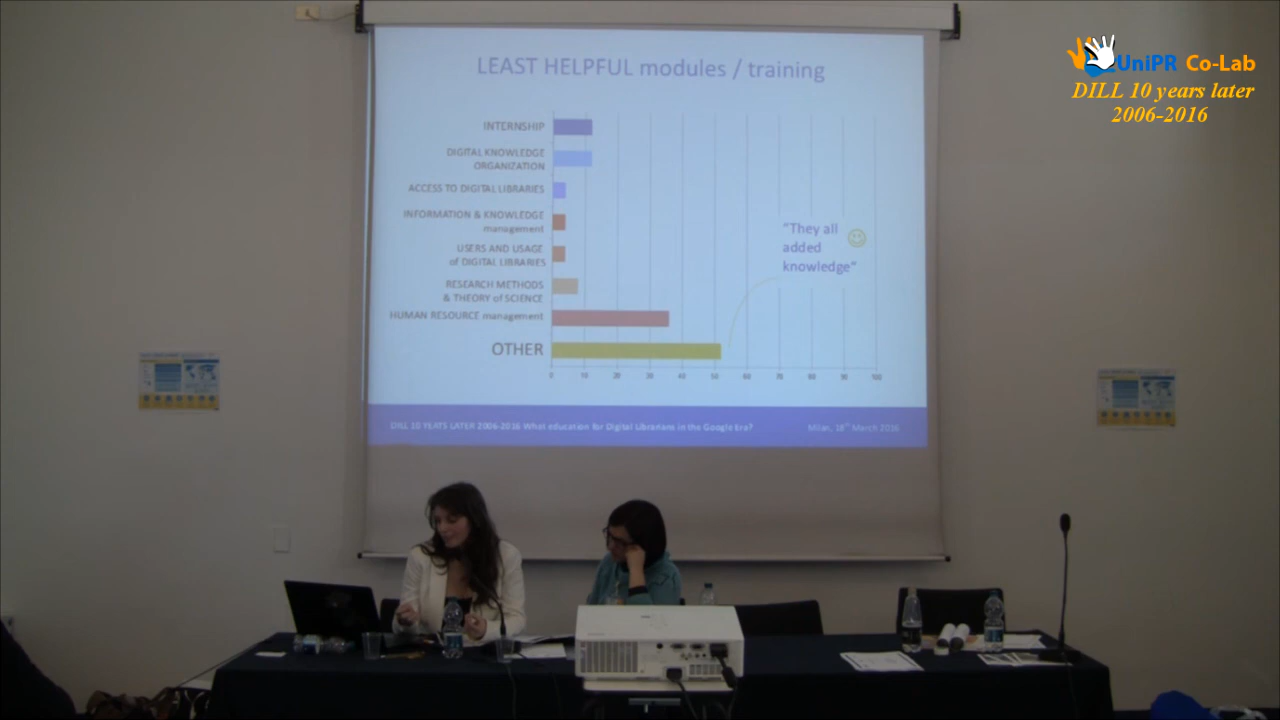 LEAST HELPFUL modules / training
INTERNSHIP
DIGITAL KNOWLEDGE
ORGANIZATION
ACCESS TO DIGITAL LIBRARIES
INFORMATION & KNOWLEDGE
management
USERS AND USAGE
of DIGITAL LIBRARIES
RESEARCH METHODS
& THEORY of SCIENCE
HUMAN RESOURCE management
OTHER
"They all
added
knowledge"
0 10 20 30 40 50 60 70 80 90 100
DILL 10 YEARS LATER 2006-2016 What education for Digital Librarians in the Google Era?
Milan, 18th March 2016
UniPR Co-Lab
DILL 10 years later
2006-2016